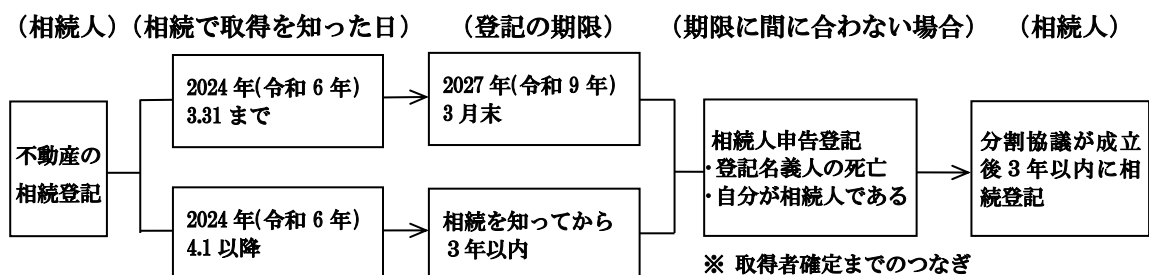 (相続人)(相続で取得を知った日) (登記の期限) (期限に間に合わない場合) (相続人)
2024年(令和6年)
3.31まで
2027年(令和9年)
3月末
不動産の
相続登記
相続人申告登記
・登記名義人の死亡
・自分が相続人である
分割協議が成立
後3年以内に相
続登記
2024年(令和6年)
4.1以降
相続を知ってから
3年以内
※ 取得者確定までのつなぎ